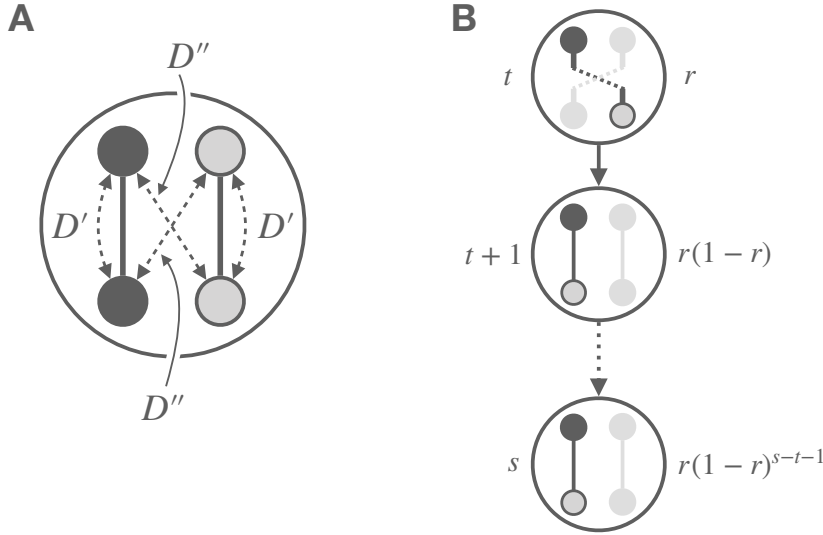 A
D″
D′ D′
D″
B
t r
t + 1 r(1 − r)
s r(1 − r)^{s−t−1}